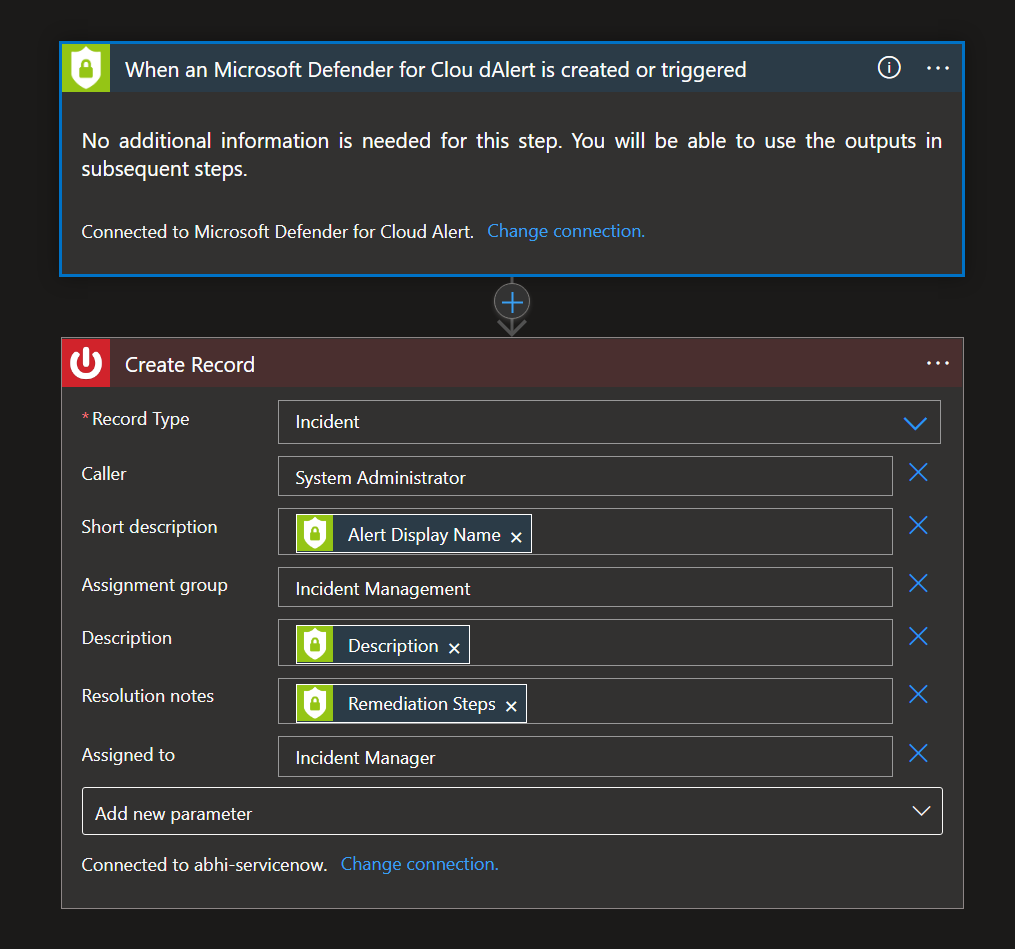 When an Microsoft Defender for Clou dAlert is created or triggered
No additional information is needed for this step. You will be able to use the outputs in
subsequent steps.
Connected to Microsoft Defender for Cloud Alert. Change connection.
Create Record
*Record Type Incident
Caller System Administrator
Short description Alert Display Name
Assignment group Incident Management
Description Description
Resolution notes Remediation Steps
Assigned to Incident Manager
Add new parameter
Connected to abhi-servicenow. Change connection.